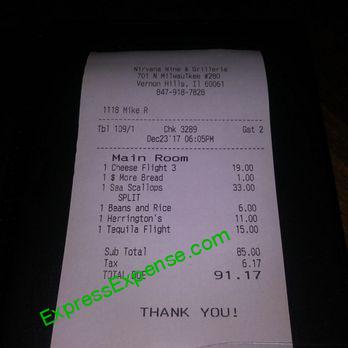 Nirvana Wine & Grillerie
701 N Milwaulkee #280
Vernon Hills, Il 60061
847-918-7828
1118 Mike R
Tbl 109/1 Chk 3289 Gst 2
Dec23'17 06:05PM
Main Room
1 Cheese Flight 3 19.00
1 $ More Bread 1.00
1 Sea Scallops 33.00
SPLIT
1 Beans and Rice 6.00
1 Herrington's 11.00
1 Tequila Flight 15.00
Sub Total 85.00
Tax 6.17
TOTAL DUE 91.17
THANK YOU!
ExpressExpense.com